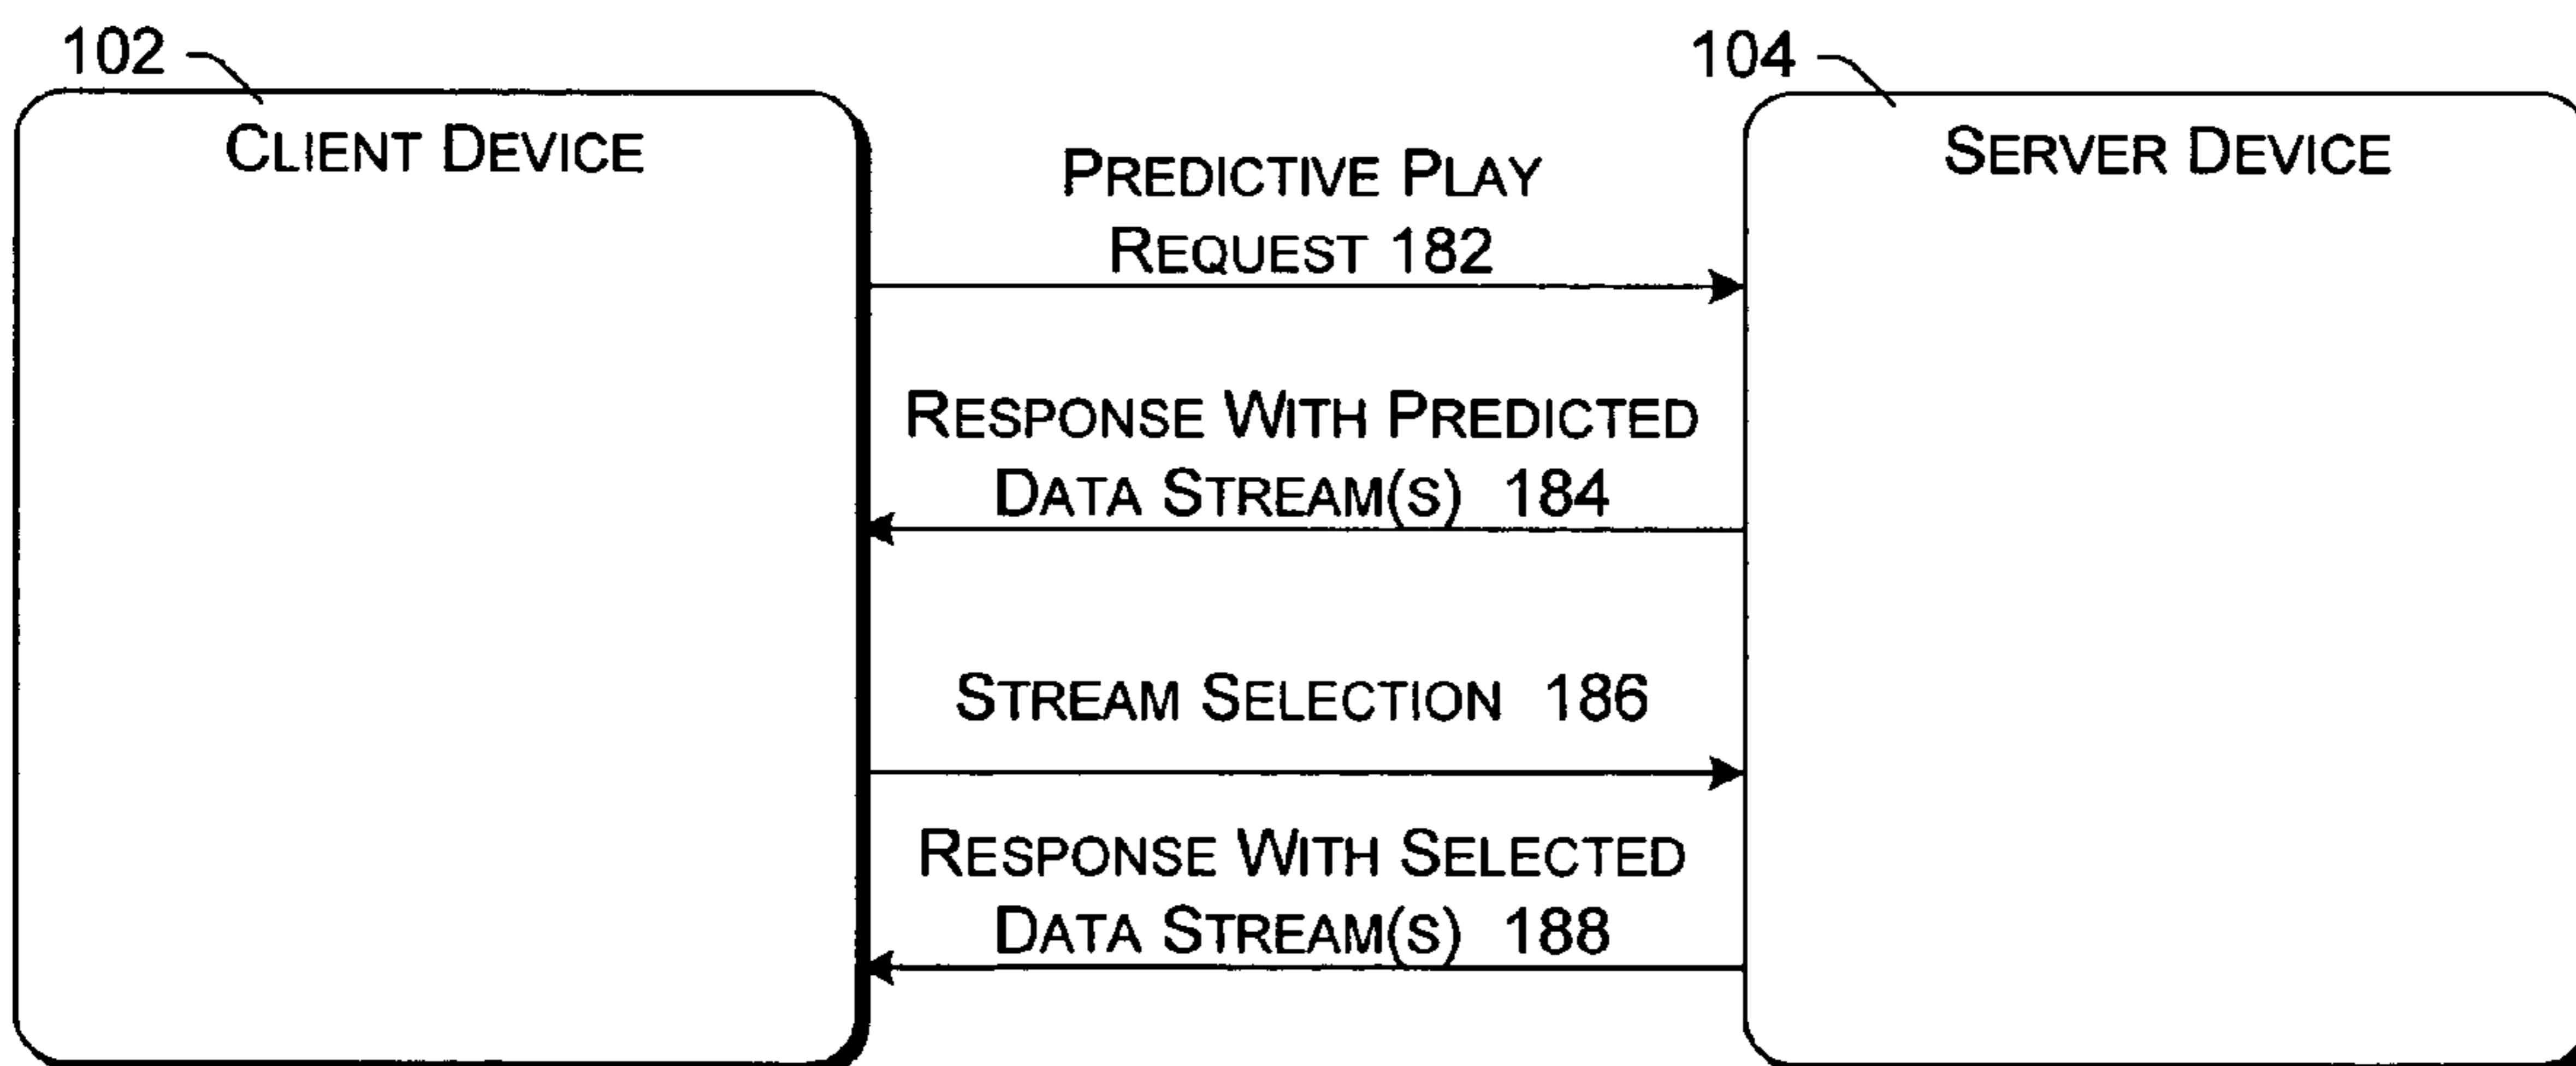 102
104
CLIENT DEVICE
SERVER DEVICE
PREDICTIVE PLAY
REQUEST 182
RESPONSE WITH PREDICTED
DATA STREAM(S) 184
STREAM SELECTION 186
RESPONSE WITH SELECTED
DATA STREAM(S) 188